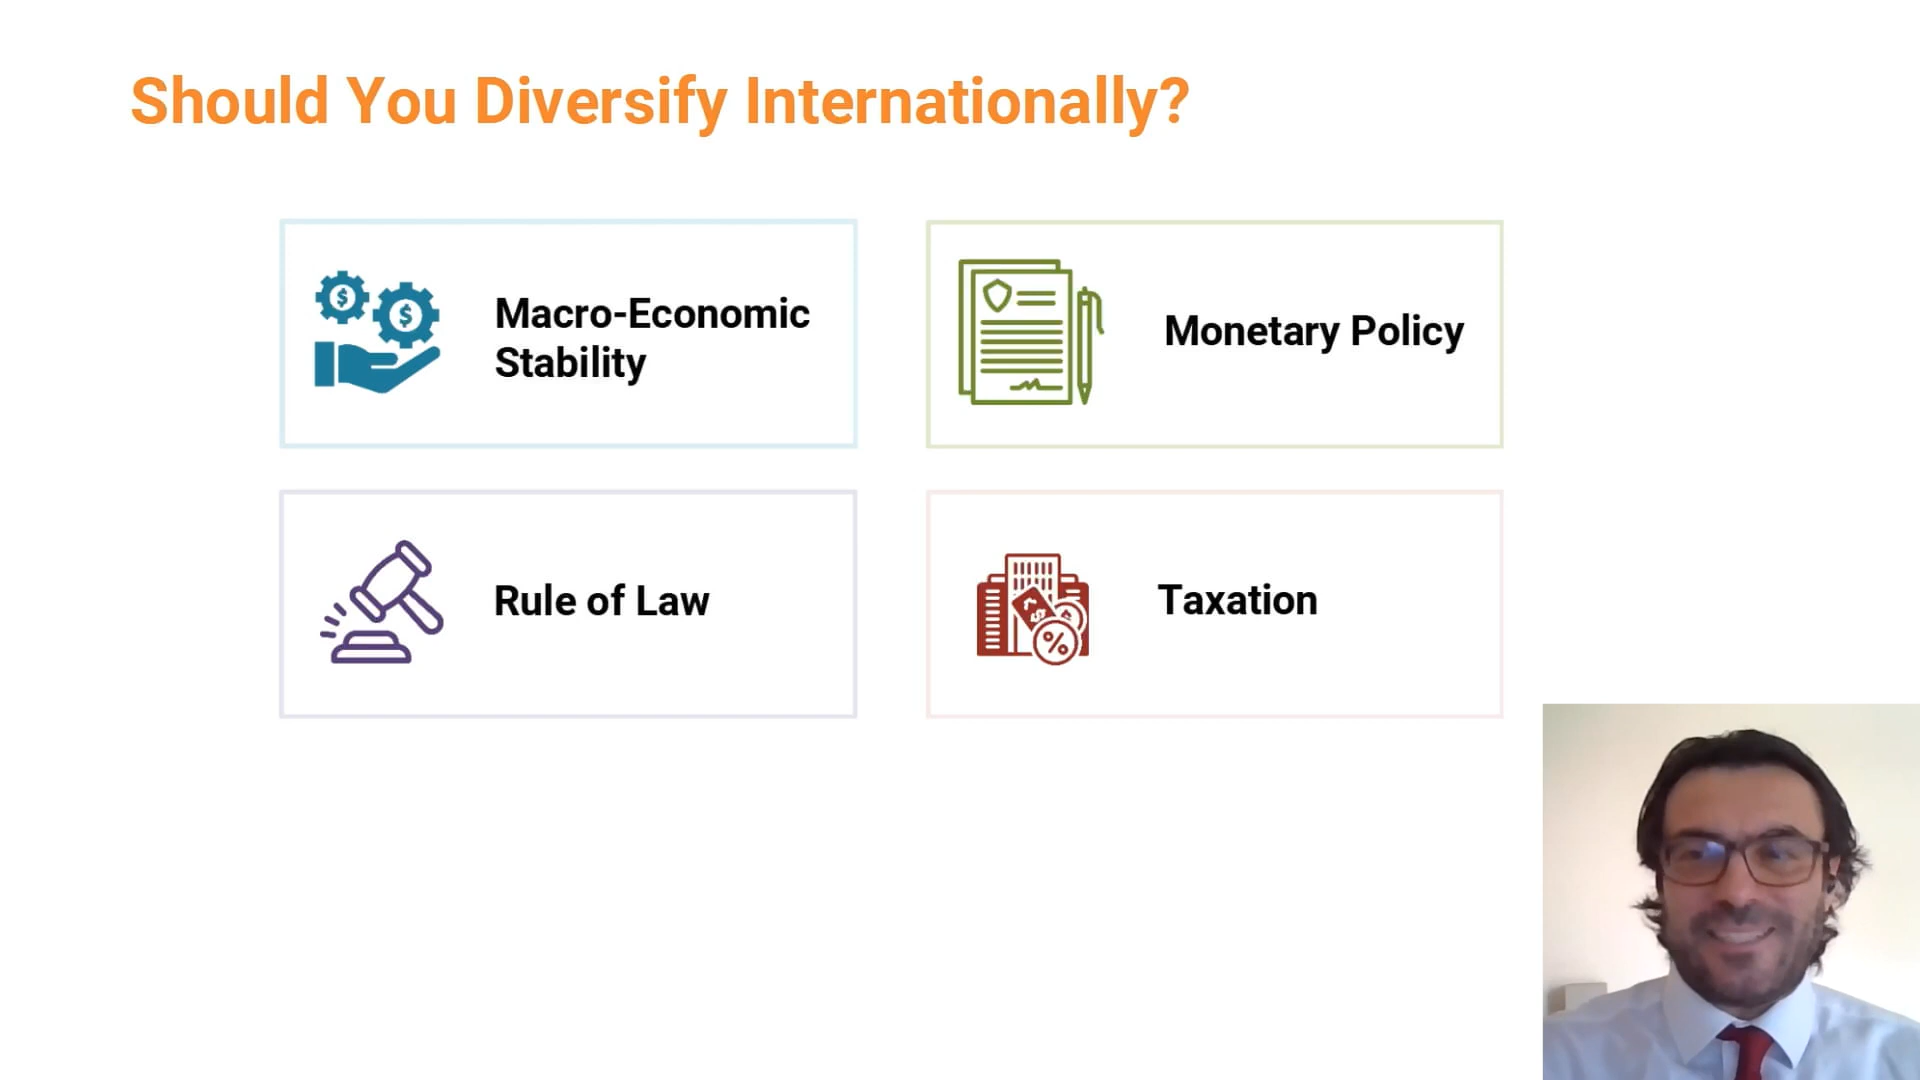 Should You Diversify Internationally?
Macro-Economic
Stability
Monetary Policy
Rule of Law
Taxation